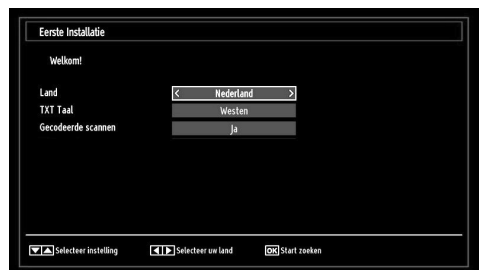 Eerste Installatie
Welkom!
Land < Nederland >
TXT Taal Westen
Gecodeerde scannen Ja
Selecteer instelling Selecteer uw land OK Start zoeken